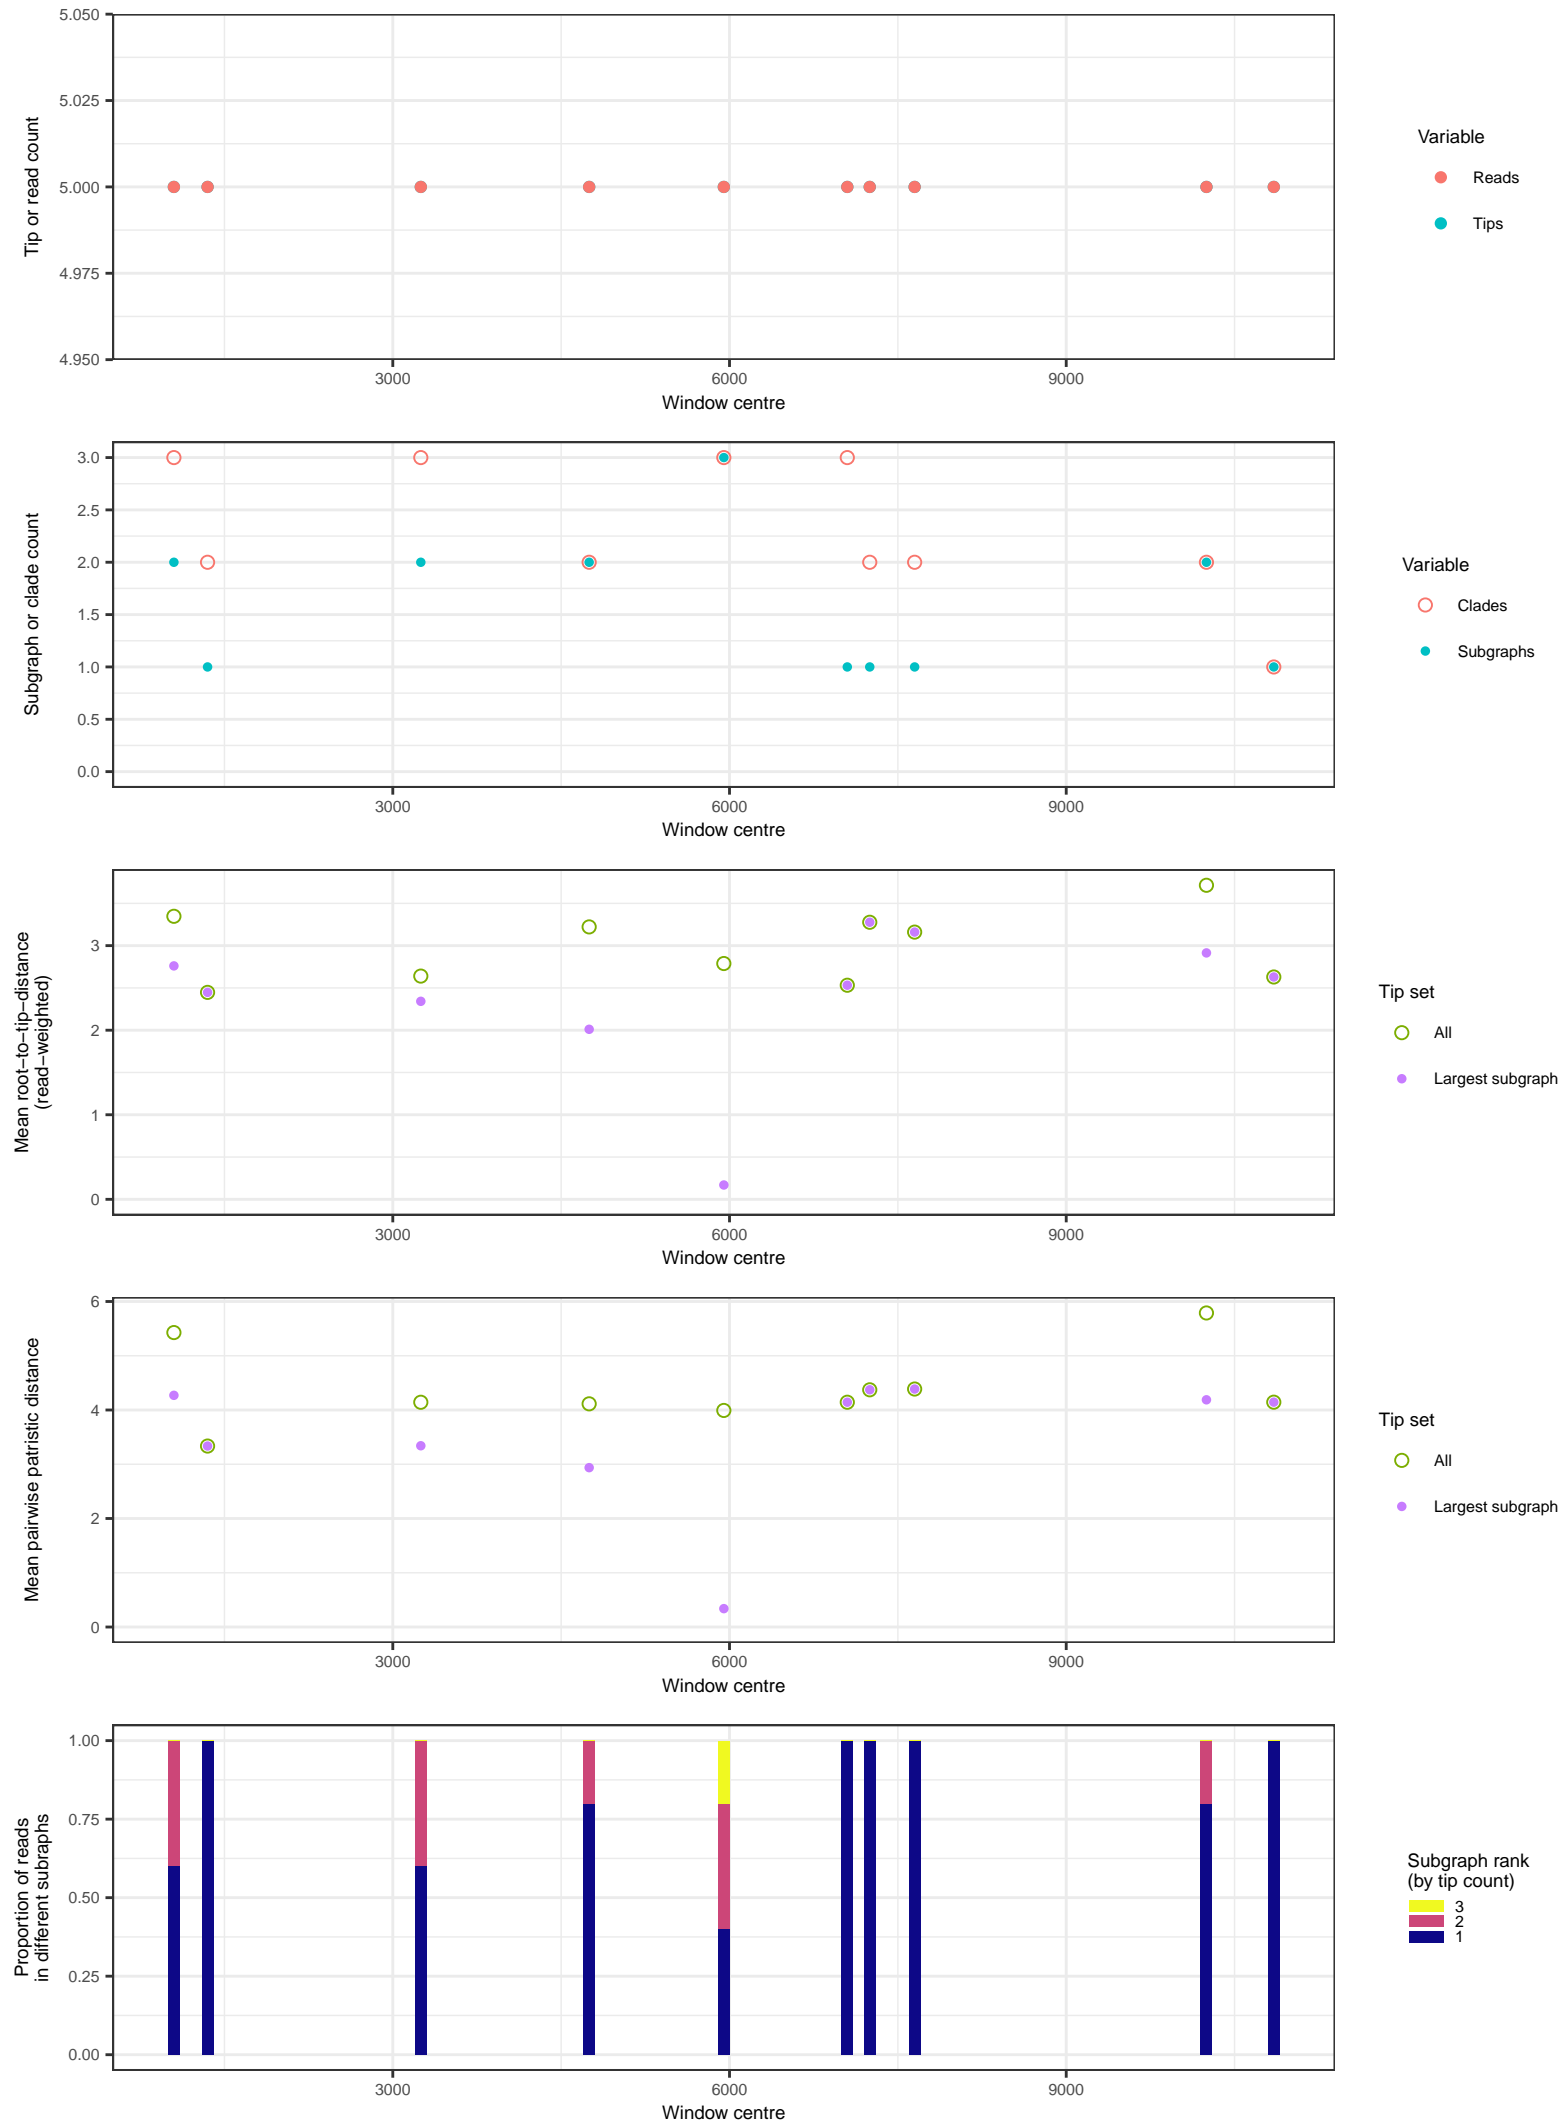 5.050
5.025
5.000
4.975
4.950
Tip or read count
3000 6000 9000
Window centre
Variable
Reads
Tips
3.0
2.5
2.0
1.5
1.0
0.5
0.0
Subgraph or clade count
3000 6000 9000
Window centre
Variable
Clades
Subgraphs
3
2
1
0
Mean root−to−tip−distance
(read−weighted)
3000 6000 9000
Window centre
Tip set
All
Largest subgraph
6
4
2
0
Mean pairwise patristic distance
3000 6000 9000
Window centre
Tip set
All
Largest subgraph
1.00
0.75
0.50
0.25
0.00
Proportion of reads
in different subraphs
3000 6000 9000
Window centre
Subgraph rank
(by tip count)
3
2
1